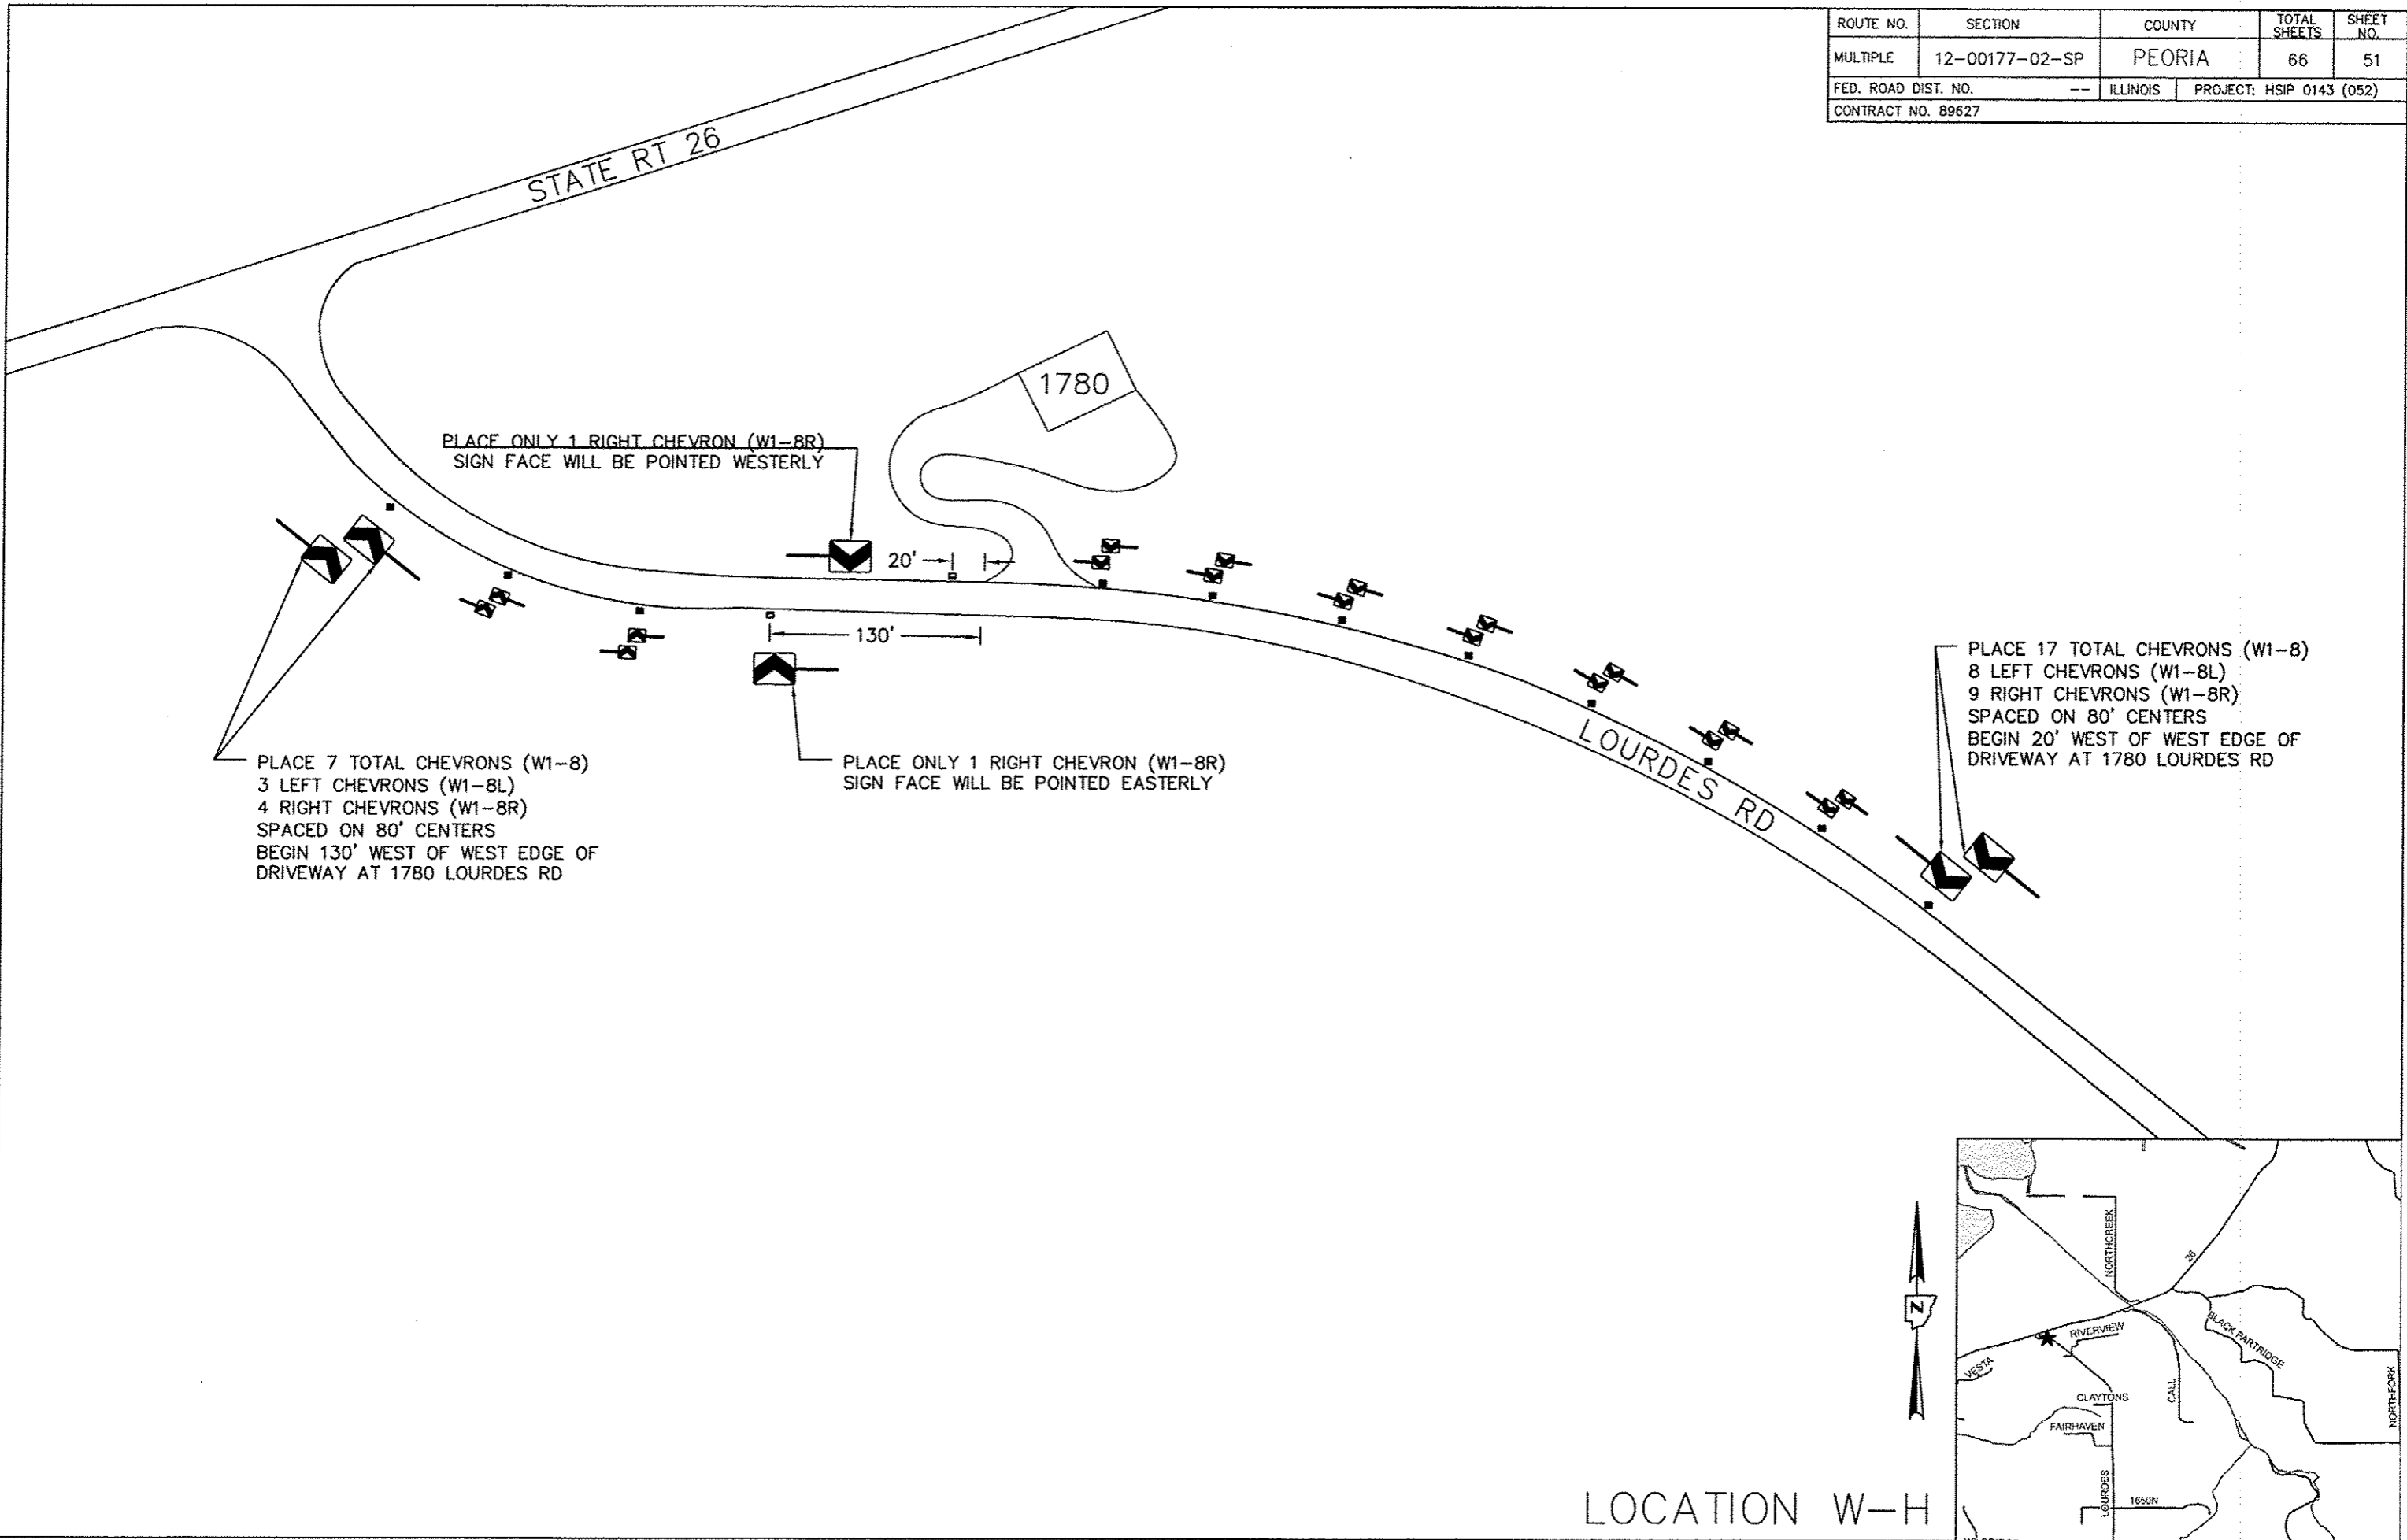 ROUTE NO. SECTION COUNTY TOTAL SHEETS SHEET NO.
MULTIPLE 12-00177-02-SP PEORIA 66 51
FED. ROAD DIST. NO. -- ILLINOIS PROJECT: HSIP 0143 (052)
CONTRACT NO. 89627
STATE RT 26
1780
PLACE ONLY 1 RIGHT CHEVRON (W1-8R)
SIGN FACE WILL BE POINTED WESTERLY
20'
130'
PLACE 7 TOTAL CHEVRONS (W1-8)
3 LEFT CHEVRONS (W1-8L)
4 RIGHT CHEVRONS (W1-8R)
SPACED ON 80' CENTERS
BEGIN 130' WEST OF WEST EDGE OF
DRIVEWAY AT 1780 LOURDES RD
PLACE ONLY 1 RIGHT CHEVRON (W1-8R)
SIGN FACE WILL BE POINTED EASTERLY
LOURDES RD
PLACE 17 TOTAL CHEVRONS (W1-8)
8 LEFT CHEVRONS (W1-8L)
9 RIGHT CHEVRONS (W1-8R)
SPACED ON 80' CENTERS
BEGIN 20' WEST OF WEST EDGE OF
DRIVEWAY AT 1780 LOURDES RD
N
NORTHCREEK
26
RIVERVIEW
BLACK PARTRIDGE
VESTA
CLAYTONS
CALL
FAIRHAVEN
NORTHFORK
LOURDES
1650N
LOCATION W-H